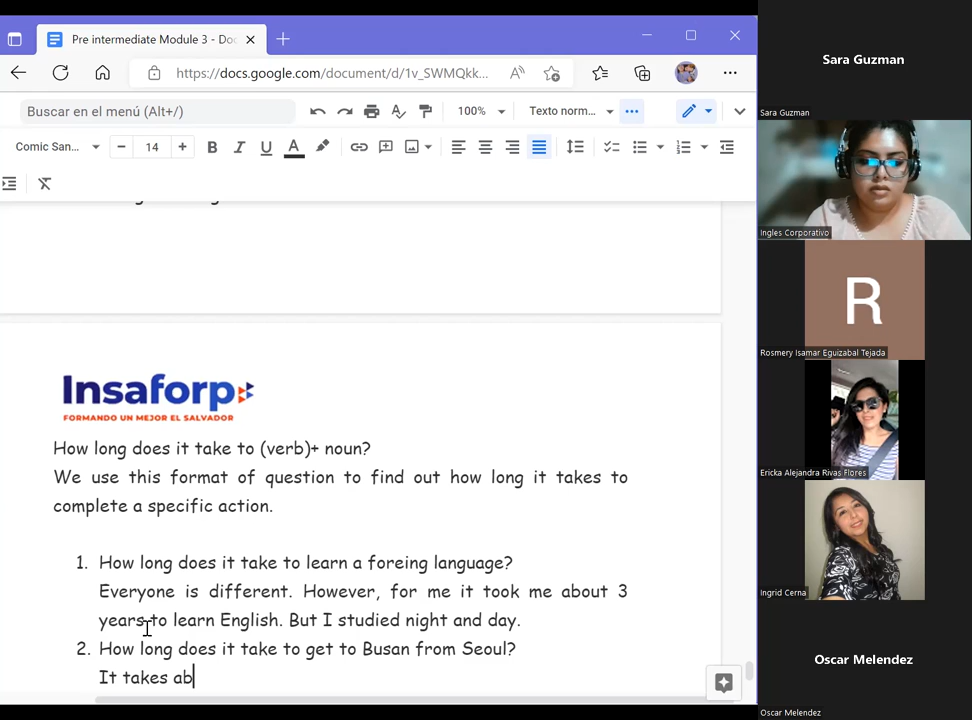 Pre intermediate Module 3 - Doc
https://docs.google.com/document/d/1v_SWMQkk...
Buscar en el menú (Alt+/)
100%
Texto norm...
Comic San...
14
Insaforp
FORMANDO UN MEJOR EL SALVADOR
How long does it take to (verb)+ noun?
We use this format of question to find out how long it takes to
complete a specific action.
1. How long does it take to learn a foreing language?
Everyone is different. However, for me it took me about 3
years to learn English. But I studied night and day.
2. How long does it take to get to Busan from Seoul?
It takes ab
Sara Guzman
Sara Guzman
Ingles Corporativo
R
Rosmery Isamar Eguizabal Tejada
Ericka Alejandra Rivas Flores
Ingrid Cerna
Oscar Melendez
Oscar Melendez